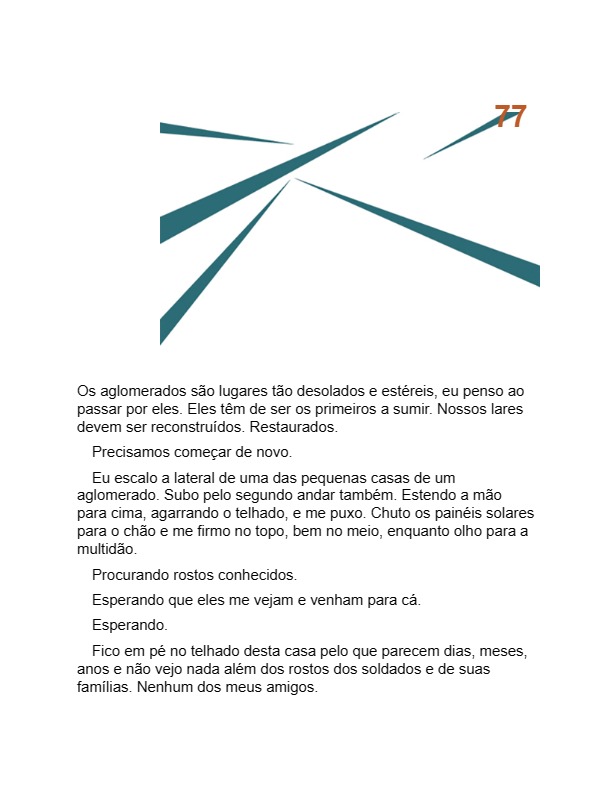 77
Os aglomerados são lugares tão desolados e estéreis, eu penso ao
passar por eles. Eles têm de ser os primeiros a sumir. Nossos lares
devem ser reconstruídos. Restaurados.
Precisamos começar de novo.
Eu escalo a lateral de uma das pequenas casas de um
aglomerado. Subo pelo segundo andar também. Estendo a mão
para cima, agarrando o telhado, e me puxo. Chuto os painéis solares
para o chão e me firmo no topo, bem no meio, enquanto olho para a
multidão.
Procurando rostos conhecidos.
Esperando que eles me vejam e venham para cá.
Esperando.
Fico em pé no telhado desta casa pelo que parecem dias, meses,
anos e não vejo nada além dos rostos dos soldados e de suas
famílias. Nenhum dos meus amigos.